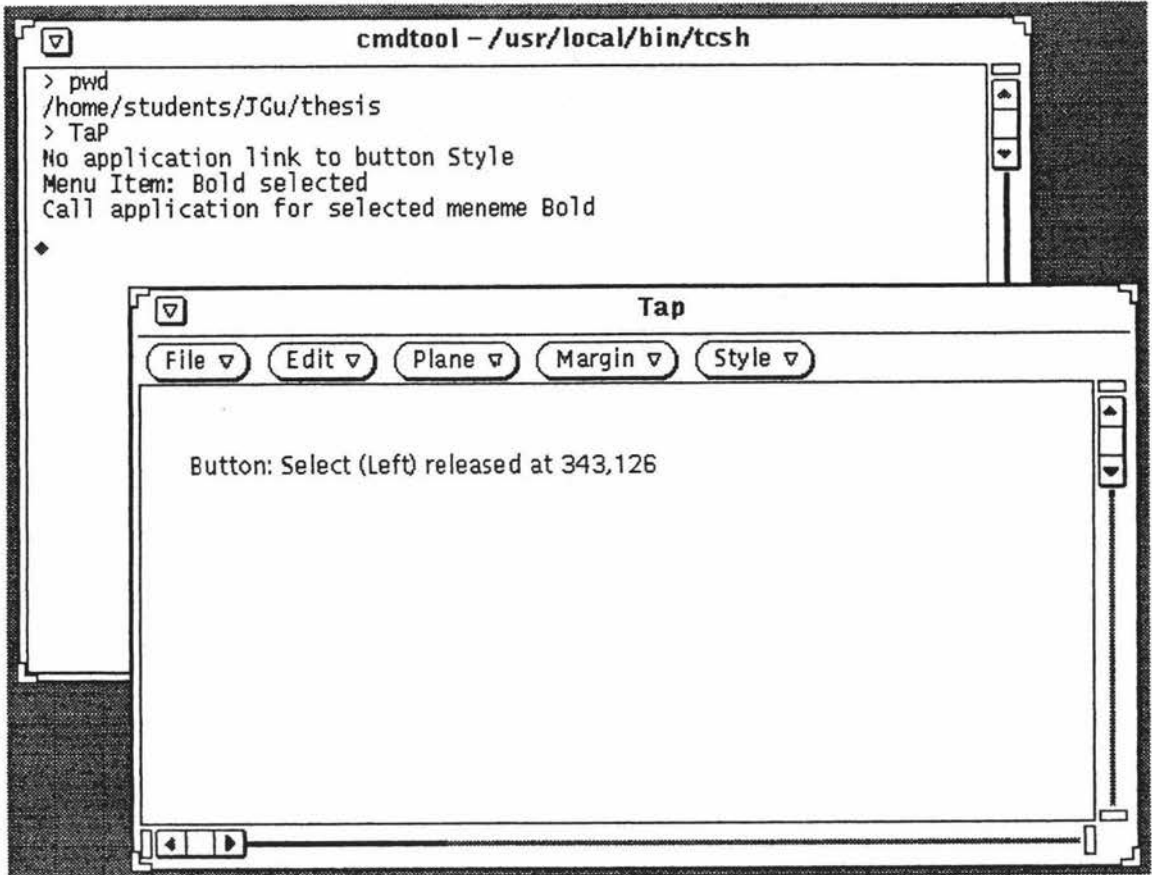 cmdtool – /usr/local/bin/tcsh
> pwd
/home/students/JGu/thesis
> TaP
No application link to button Style
Menu Item: Bold selected
Call application for selected meneme Bold
Tap
File Edit Plane Margin Style
Button: Select (Left) released at 343,126